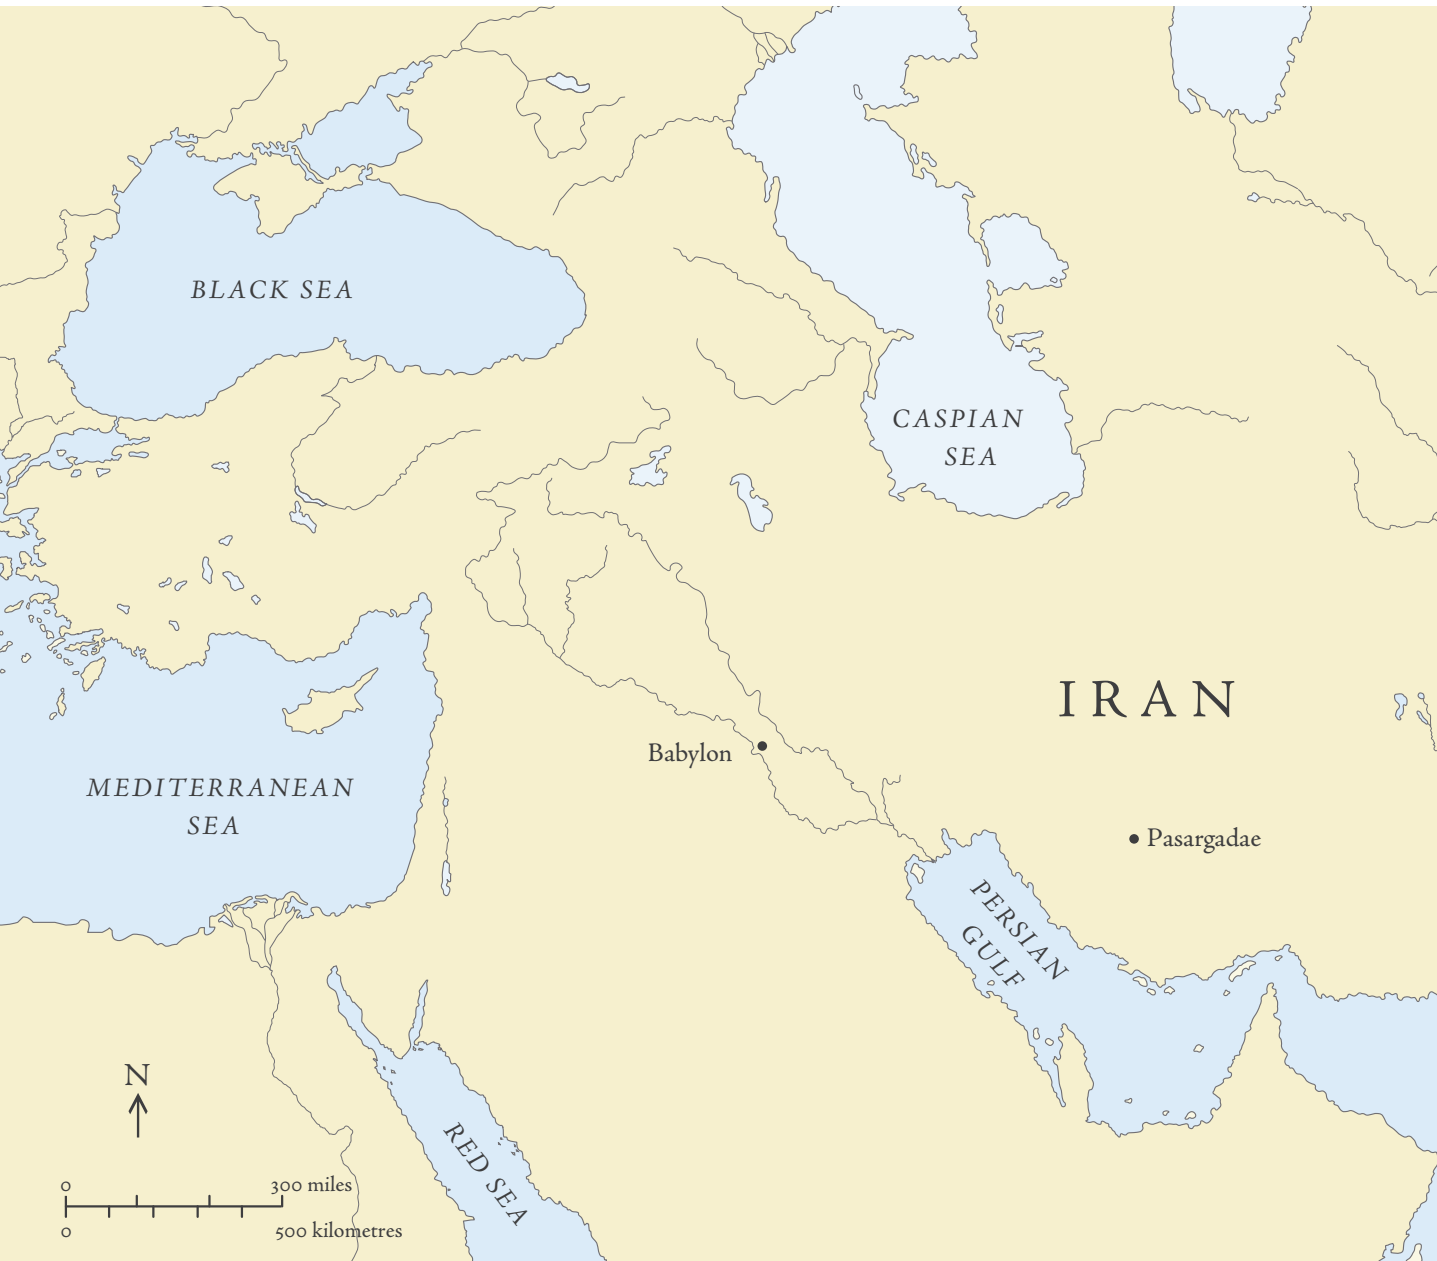 BLACK SEA
CASPIAN
SEA
IRAN
Babylon
MEDITERRANEAN
SEA
Pasargadae
PERSIAN
GULF
N
RED SEA
0 300 miles
0 500 kilometres